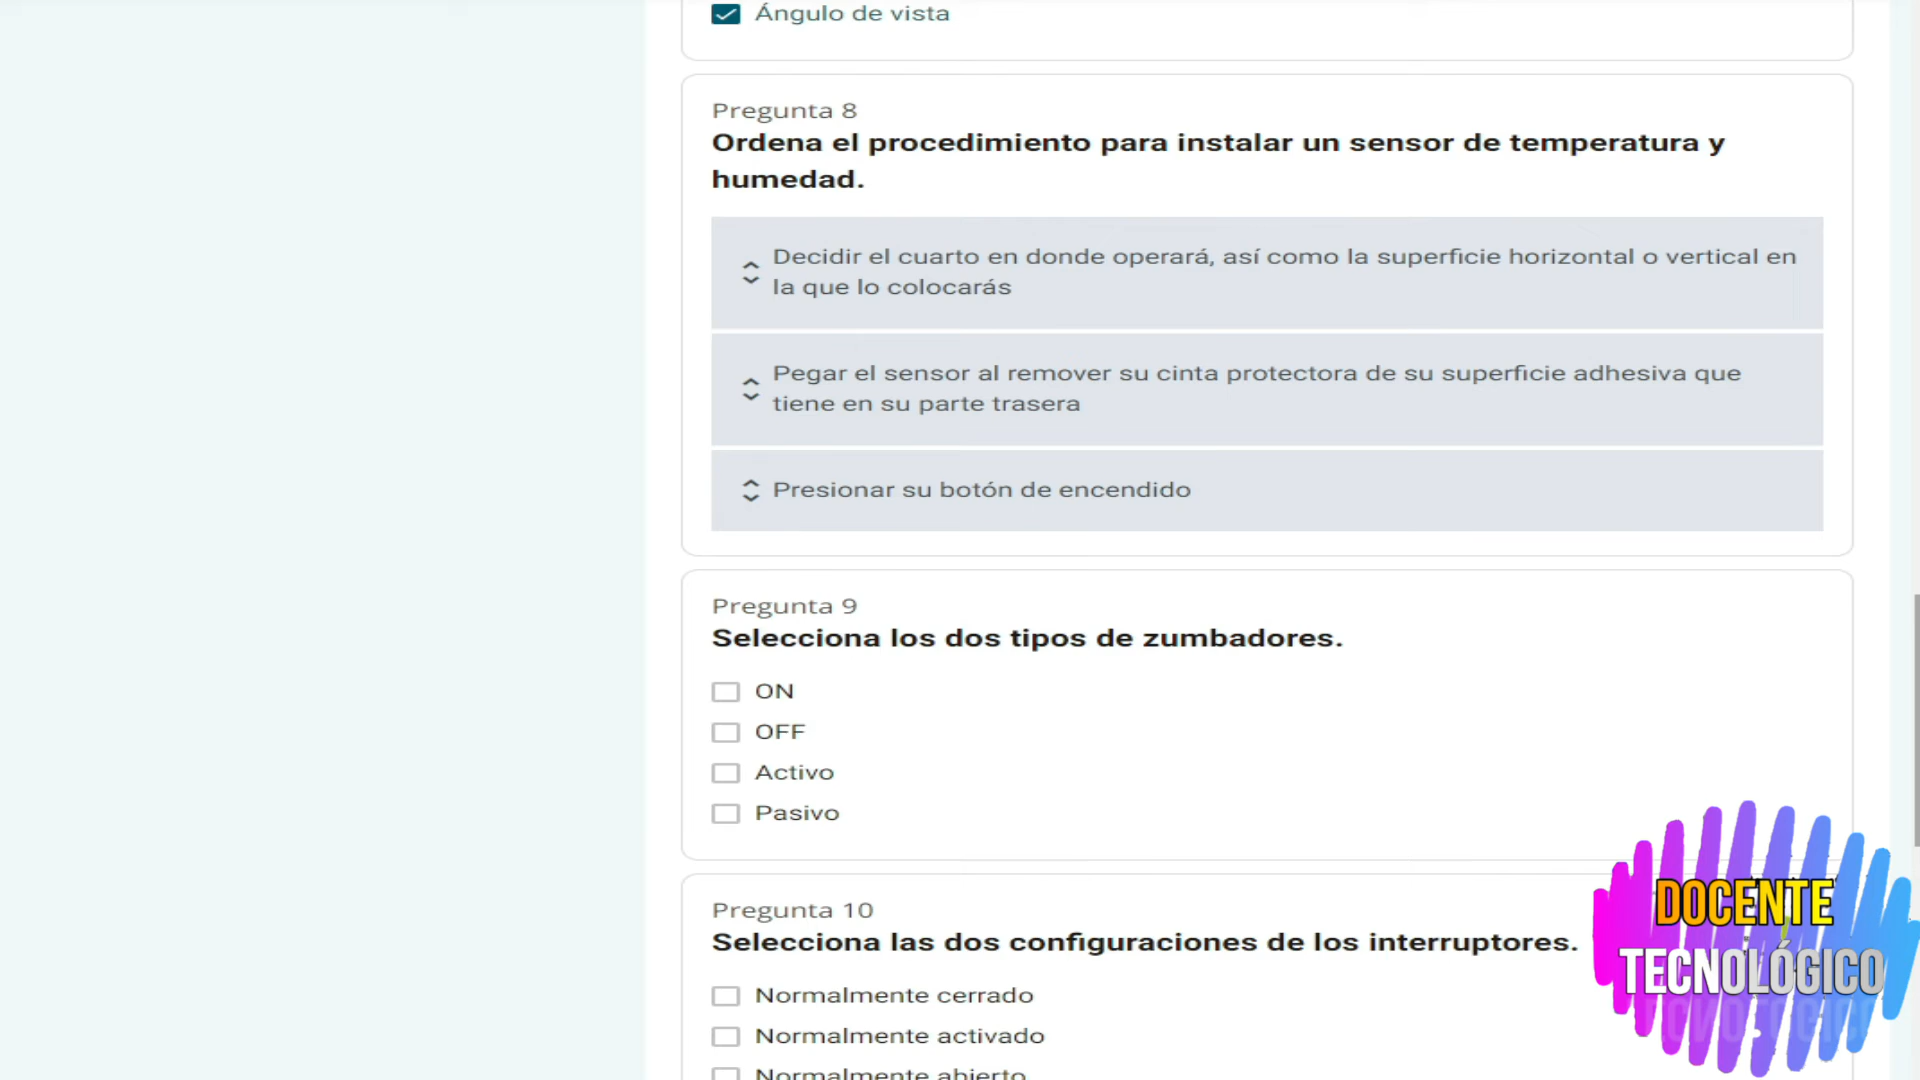 Ángulo de vista
Pregunta 8
Ordena el procedimiento para instalar un sensor de temperatura y
humedad.
Decidir el cuarto en donde operará, así como la superficie horizontal o vertical en
la que lo colocarás
Pegar el sensor al remover su cinta protectora de su superficie adhesiva que
tiene en su parte trasera
Presionar su botón de encendido
Pregunta 9
Selecciona los dos tipos de zumbadores.
ON
OFF
Activo
Pasivo
Pregunta 10
Selecciona las dos configuraciones de los interruptores.
Normalmente cerrado
Normalmente activado
Normalmente abierto
DOCENTE
TECNOLÓGICO